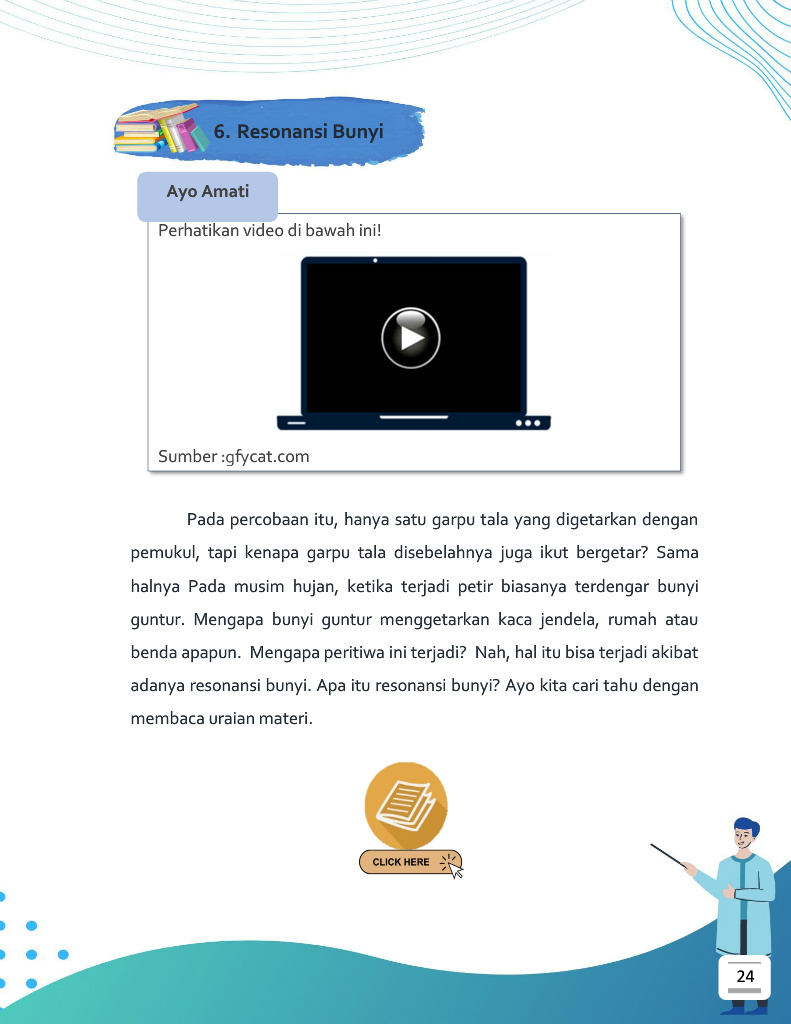 6. Resonansi Bunyi
Ayo Amati
Perhatikan video di bawah ini!
Sumber :gfycat.com
Pada percobaan itu, hanya satu garpu tala yang digetarkan dengan
pemukul, tapi kenapa garpu tala disebelahnya juga ikut bergetar? Sama
halnya Pada musim hujan, ketika terjadi petir biasanya terdengar bunyi
guntur. Mengapa bunyi guntur menggetarkan kaca jendela, rumah atau
benda apapun.  Mengapa peritiwa ini terjadi?  Nah, hal itu bisa terjadi akibat
adanya resonansi bunyi. Apa itu resonansi bunyi? Ayo kita cari tahu dengan
membaca uraian materi.
CLICK HERE
24